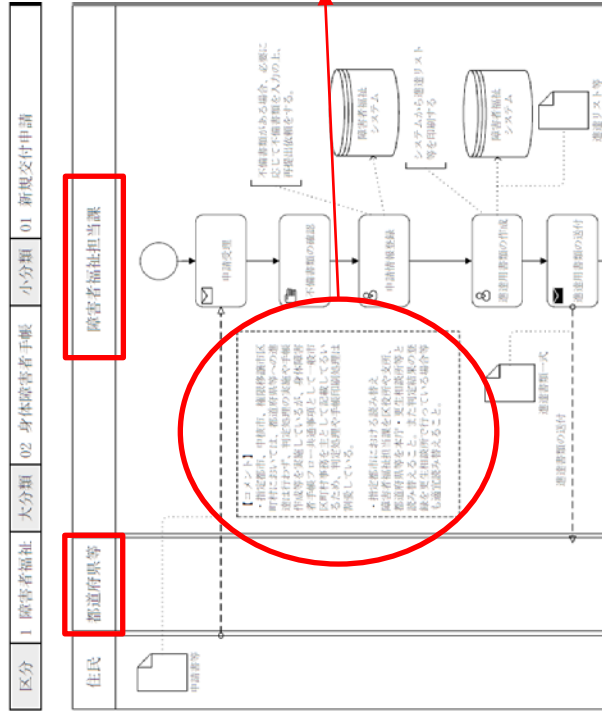 区分
1 障害者福祉
大分類
02 身体障害者手帳
小分類
01 新規交付申請
住民
都道府県等
障害者福祉担当課
申請書等
申請受理
不備書類の確認
申請情報登録
進達用書類の作成
進達用書類の送付
不備書類がある場合、必要に
応じて不備書類を入力の上、
再提出依頼をする。
障害者福祉
システム
システムから進達リスト
等を印刷する
障害者福祉
システム
進達リスト等
【コメント】
・指定都市、中核市、権限移譲市区
町村においては、都道府県等への進
達は行わず、判定処理の実施や手帳
作成等を実施しているが、身体障害
者手帳フロー共通事項として一般市
区町村事務を主として記載してい
るため、判定処理や手帳印刷処理は
割愛している。
・指定都市における読み替え
障害者福祉担当課を区役所や支所、
都道府県等を本庁・更生相談所等と
読み替えること。また判定結果の登
録を更生相談所で行っている場合等
も適宜読み替えること。
進達書類一式
進達書類の送付